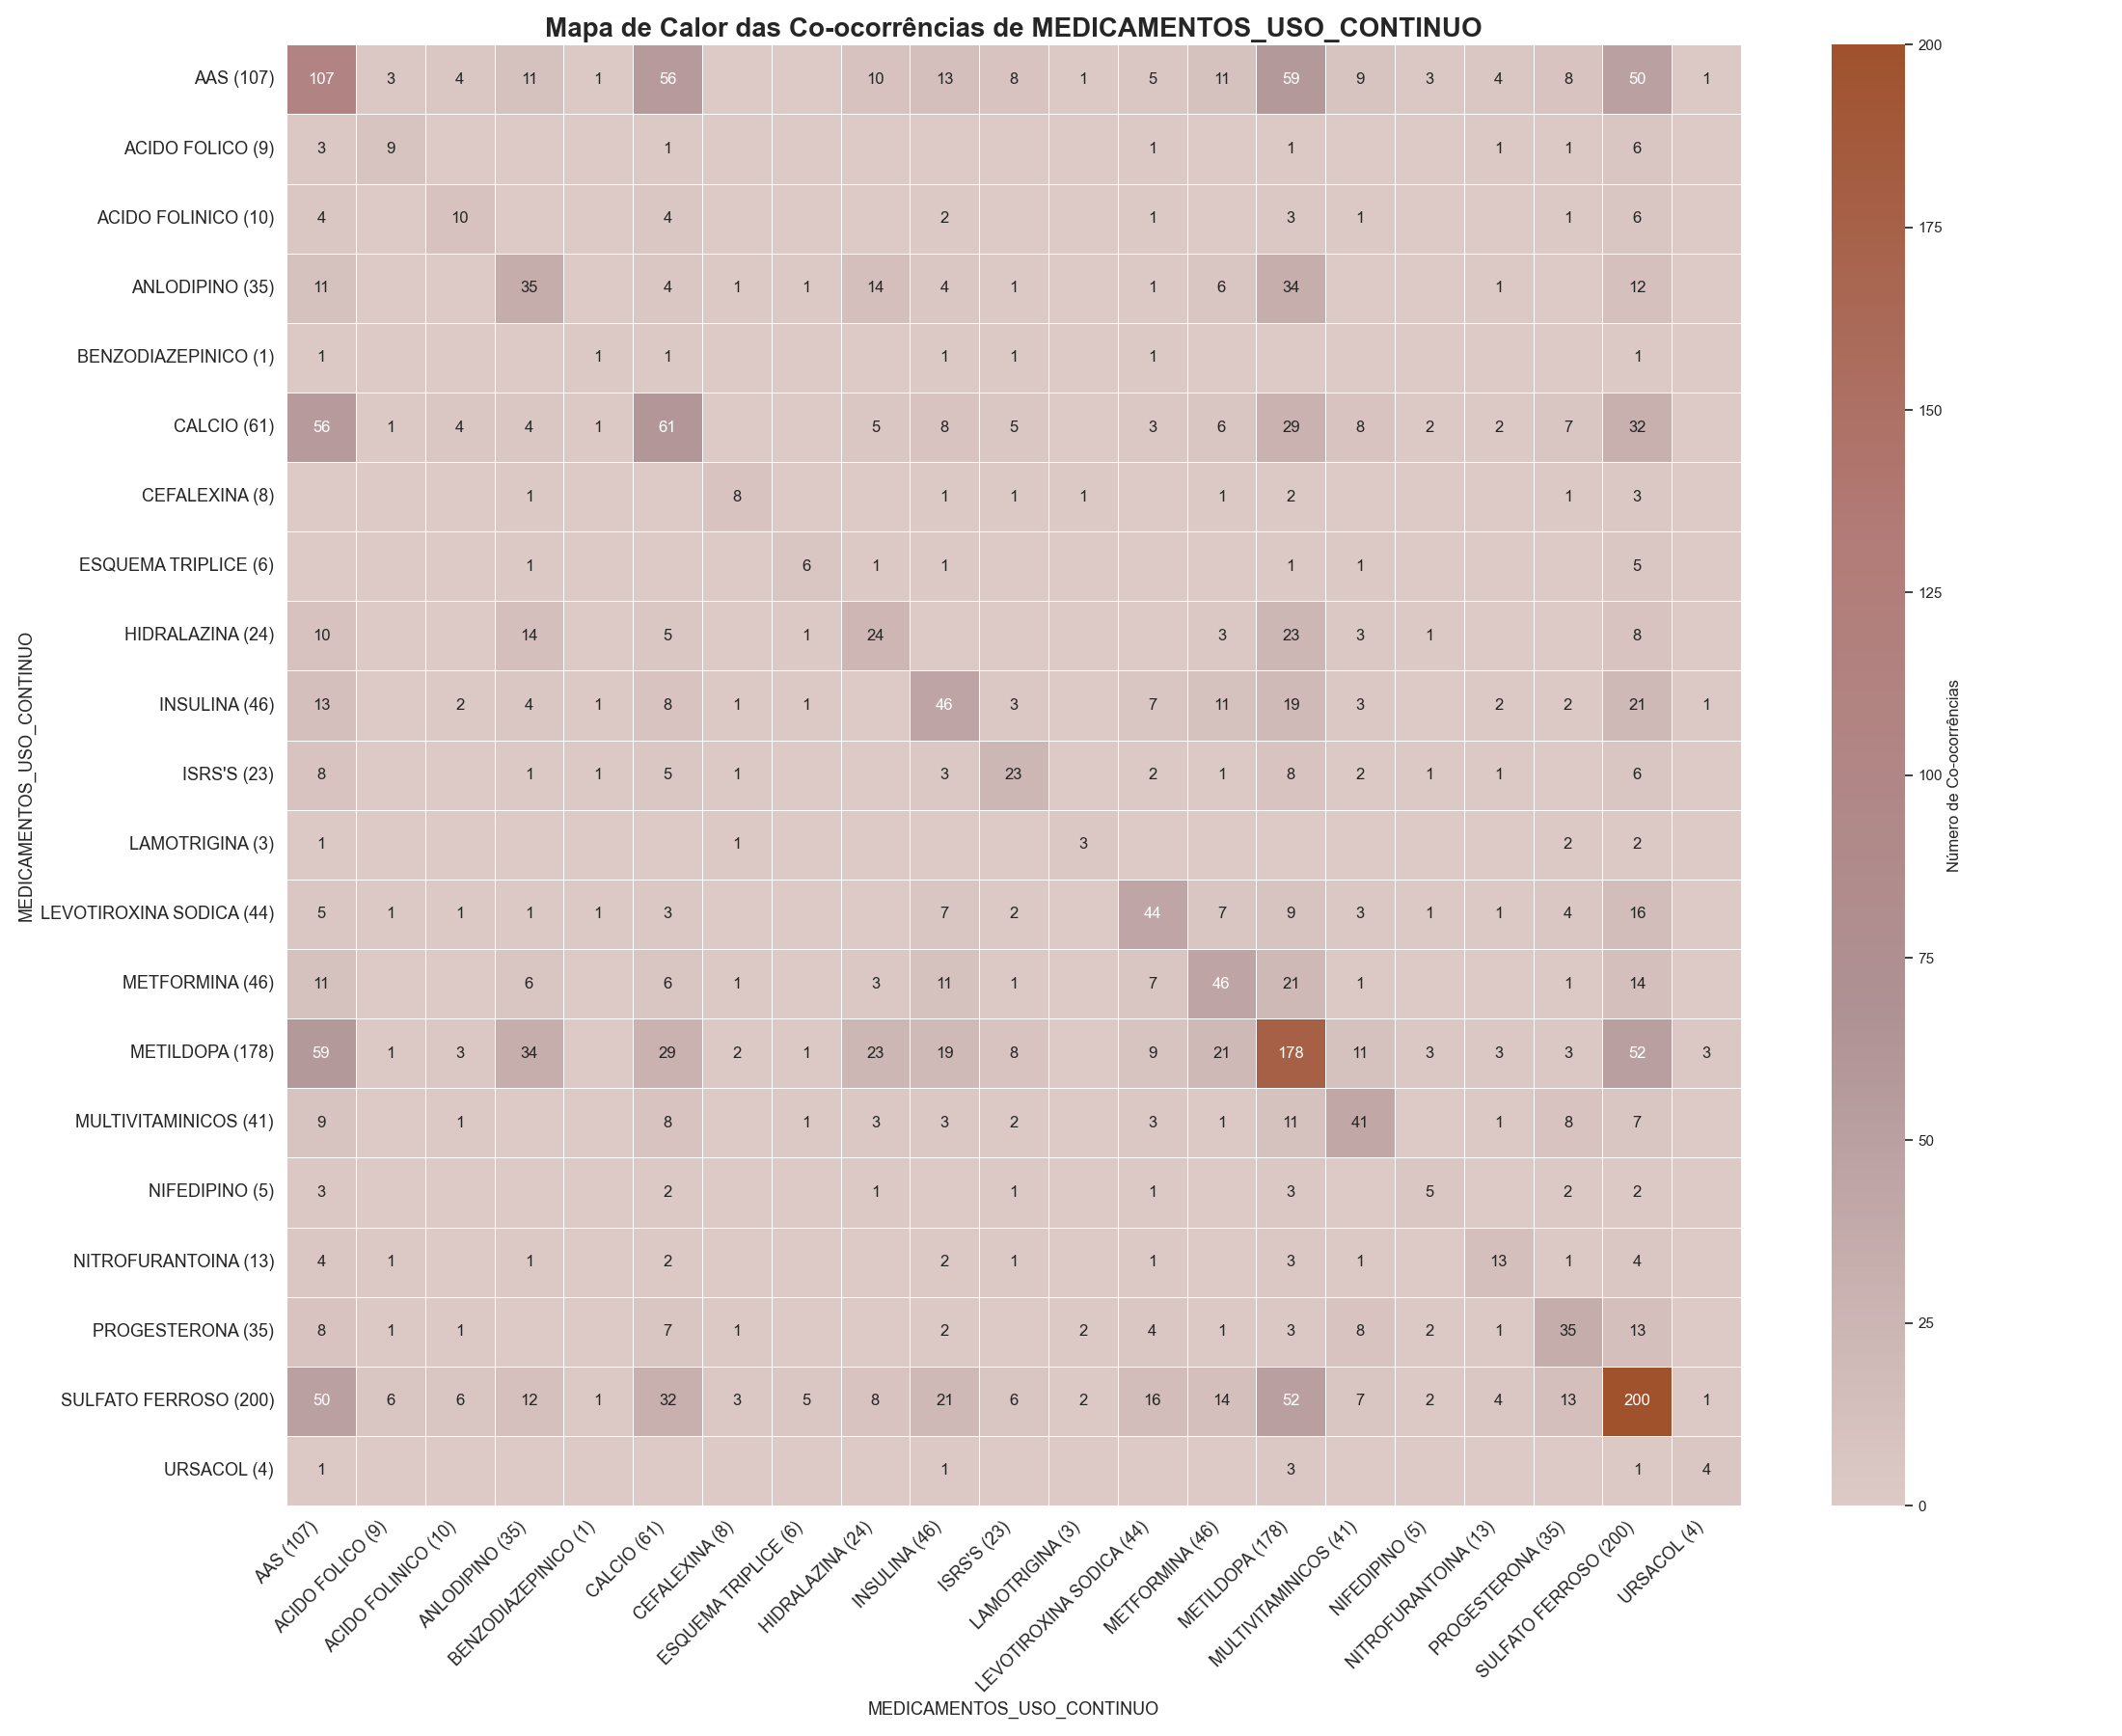 Mapa de Calor das Co-ocorrências de MEDICAMENTOS_USO_CONTINUO
AAS (107) 107 3 4 11 1 56 10 13 8 1 5 11 59 9 3 4 8 50 1
ACIDO FOLICO (9) 3 9 1 1 1 1 1 6
ACIDO FOLINICO (10) 4 10 4 2 1 3 1 1 6
ANLODIPINO (35) 11 35 4 1 1 14 4 1 1 6 34 1 12
BENZODIAZEPINICO (1) 1 1 1 1 1 1 1
CALCIO (61) 56 1 4 4 1 61 5 8 5 3 6 29 8 2 2 7 32
CEFALEXINA (8) 1 8 1 1 1 1 2 1 3
ESQUEMA TRIPLICE (6) 1 6 1 1 1 1 5
HIDRALAZINA (24) 10 14 5 1 24 3 23 3 1 8
INSULINA (46) 13 2 4 1 8 1 1 46 3 7 11 19 3 2 2 21 1
ISRS'S (23) 8 1 1 5 1 3 23 2 1 8 2 1 1 6
LAMOTRIGINA (3) 1 1 3 2 2
LEVOTIROXINA SODICA (44) 5 1 1 1 1 3 7 2 44 7 9 3 1 1 4 16
METFORMINA (46) 11 6 6 1 3 11 1 7 46 21 1 1 14
METILDOPA (178) 59 1 3 34 29 2 1 23 19 8 9 21 178 11 3 3 3 52 3
MULTIVITAMINICOS (41) 9 1 8 1 3 3 2 3 1 11 41 1 8 7
NIFEDIPINO (5) 3 2 1 1 1 3 5 2 2
NITROFURANTOINA (13) 4 1 1 2 2 1 1 3 1 13 1 4
PROGESTERONA (35) 8 1 1 7 1 2 2 4 1 3 8 2 1 35 13
SULFATO FERROSO (200) 50 6 6 12 1 32 3 5 8 21 6 2 16 14 52 7 2 4 13 200 1
URSACOL (4) 1 1 3 1 4
MEDICAMENTOS_USO_CONTINUO
AAS (107)
ACIDO FOLICO (9)
ACIDO FOLINICO (10)
ANLODIPINO (35)
BENZODIAZEPINICO (1)
CALCIO (61)
CEFALEXINA (8)
ESQUEMA TRIPLICE (6)
HIDRALAZINA (24)
INSULINA (46)
ISRS'S (23)
LAMOTRIGINA (3)
LEVOTIROXINA SODICA (44)
METFORMINA (46)
METILDOPA (178)
MULTIVITAMINICOS (41)
NIFEDIPINO (5)
NITROFURANTOINA (13)
PROGESTERONA (35)
SULFATO FERROSO (200)
URSACOL (4)
MEDICAMENTOS_USO_CONTINUO
200
175
150
125
100
75
50
25
0
Número de Co-ocorrências